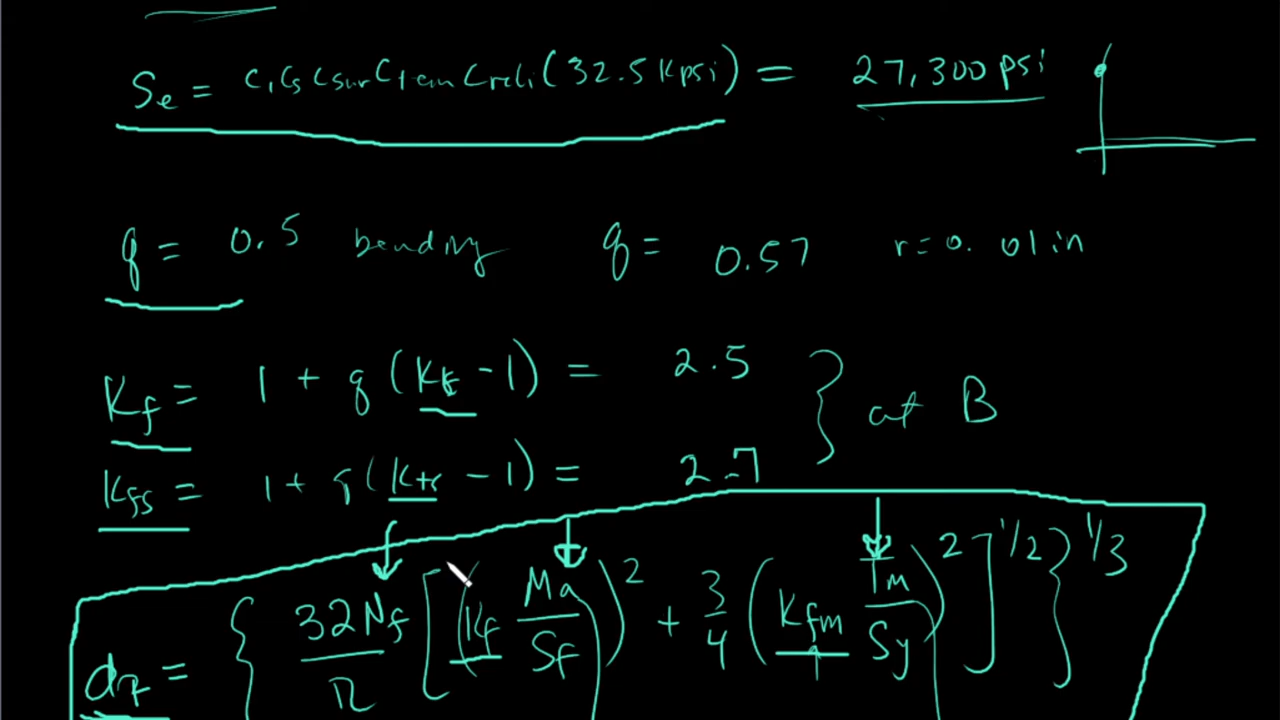 Se = C₁ Cs Csur Ctem Creli (32.5 Kpsi) = 27,300 psi
q = 0.5 bending q = 0.57 r = 0.01 in
Kf = 1 + q (Kt - 1) = 2.5
} at B
Kfs = 1 + q (Kts - 1) = 2.7
d₂ = { 32Nf/π [ (Kf Ma/Sf)² + 3/4 (Kfm Tm/Sy)² ]^1/2 }^1/3